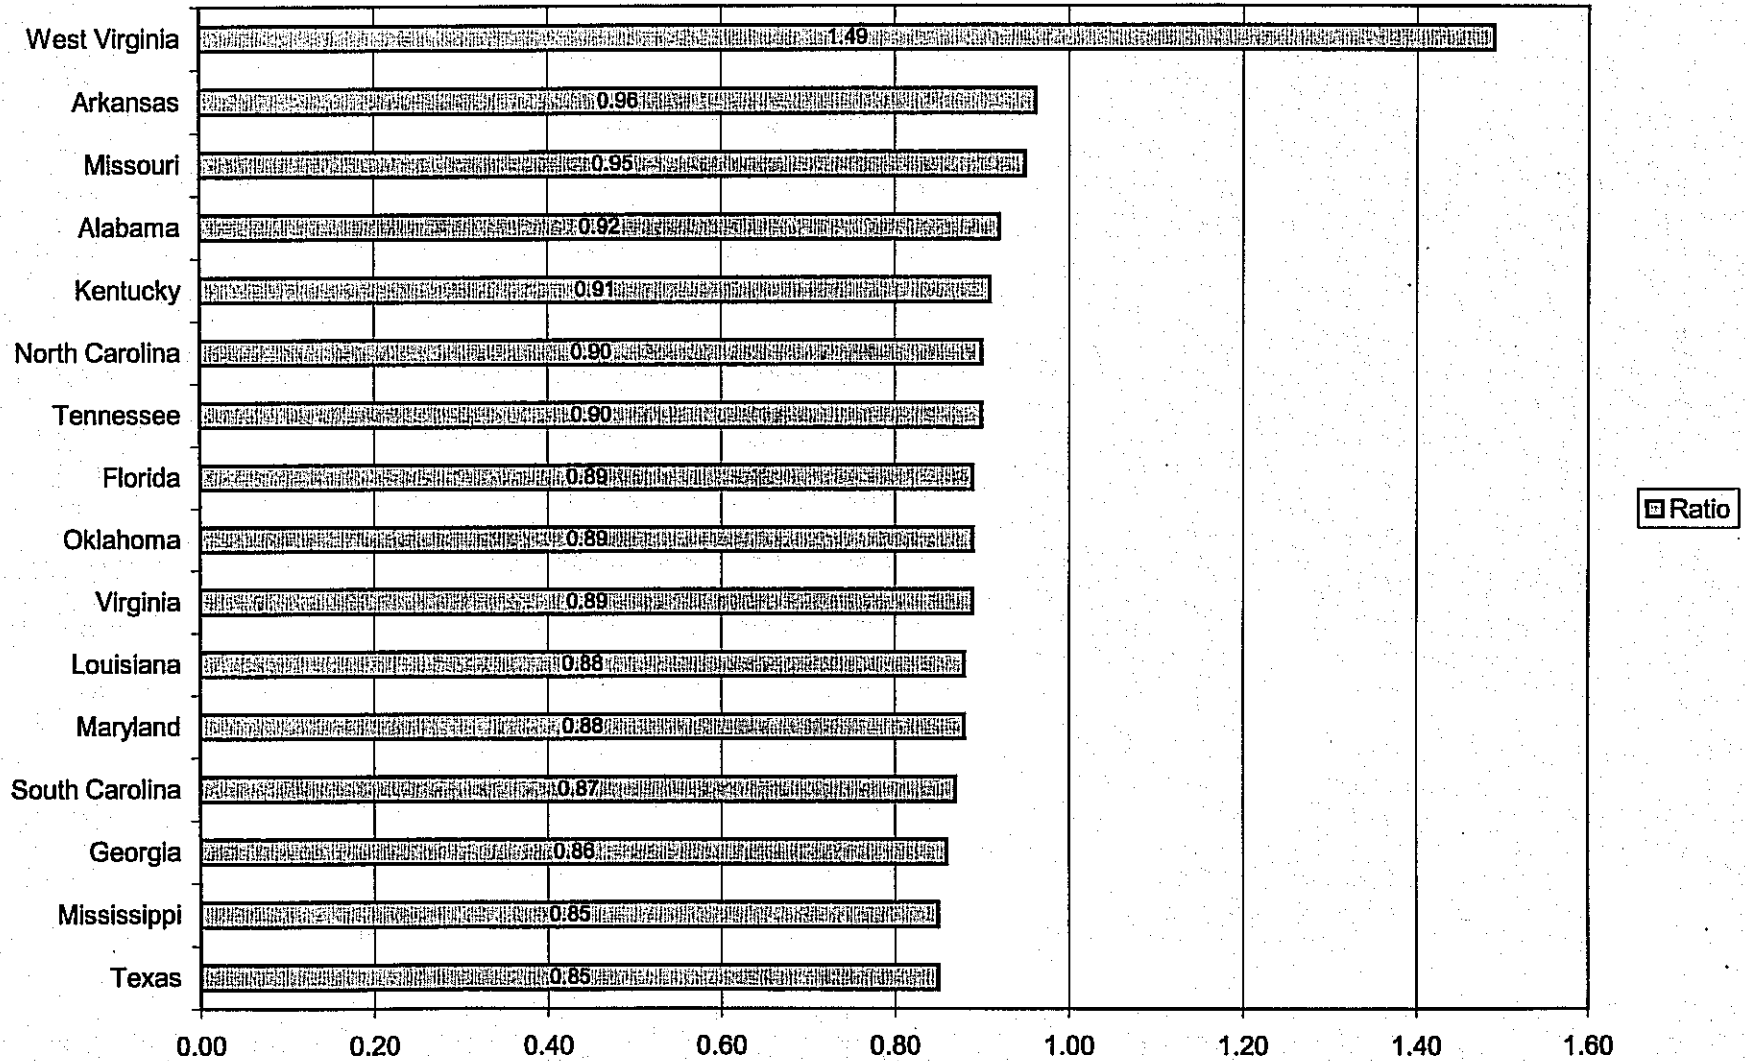 West Virginia 1.49
Arkansas 0.96
Missouri 0.95
Alabama 0.92
Kentucky 0.91
North Carolina 0.90
Tennessee 0.90
Florida 0.89
Oklahoma 0.89
Ratio
Virginia 0.89
Louisiana 0.88
Maryland 0.88
South Carolina 0.87
Georgia 0.86
Mississippi 0.85
Texas 0.85
0.00 0.20 0.40 0.60 0.80 1.00 1.20 1.40 1.60